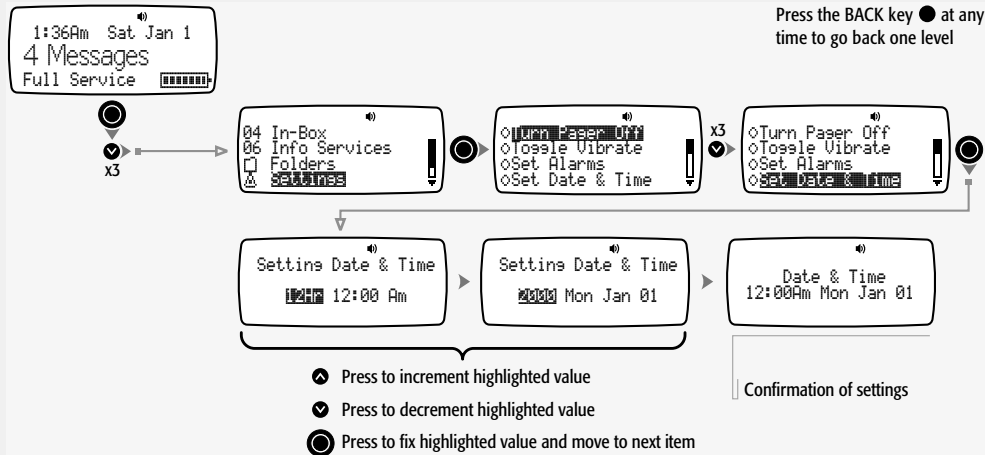 Press the BACK key at any
time to go back one level
1:36Am Sat Jan 1
4 Messages
Full Service
x3
04 In-Box
06 Info Services
Folders
Settings
Turn Pager Off
Toggle Vibrate
Set Alarms
Set Date & Time
x3
Turn Pager Off
Toggle Vibrate
Set Alarms
Set Date & Time
Setting Date & Time
12Hr 12:00 Am
Setting Date & Time
2000 Mon Jan 01
Date & Time
12:00Am Mon Jan 01
Press to increment highlighted value
Press to decrement highlighted value
Press to fix highlighted value and move to next item
Confirmation of settings